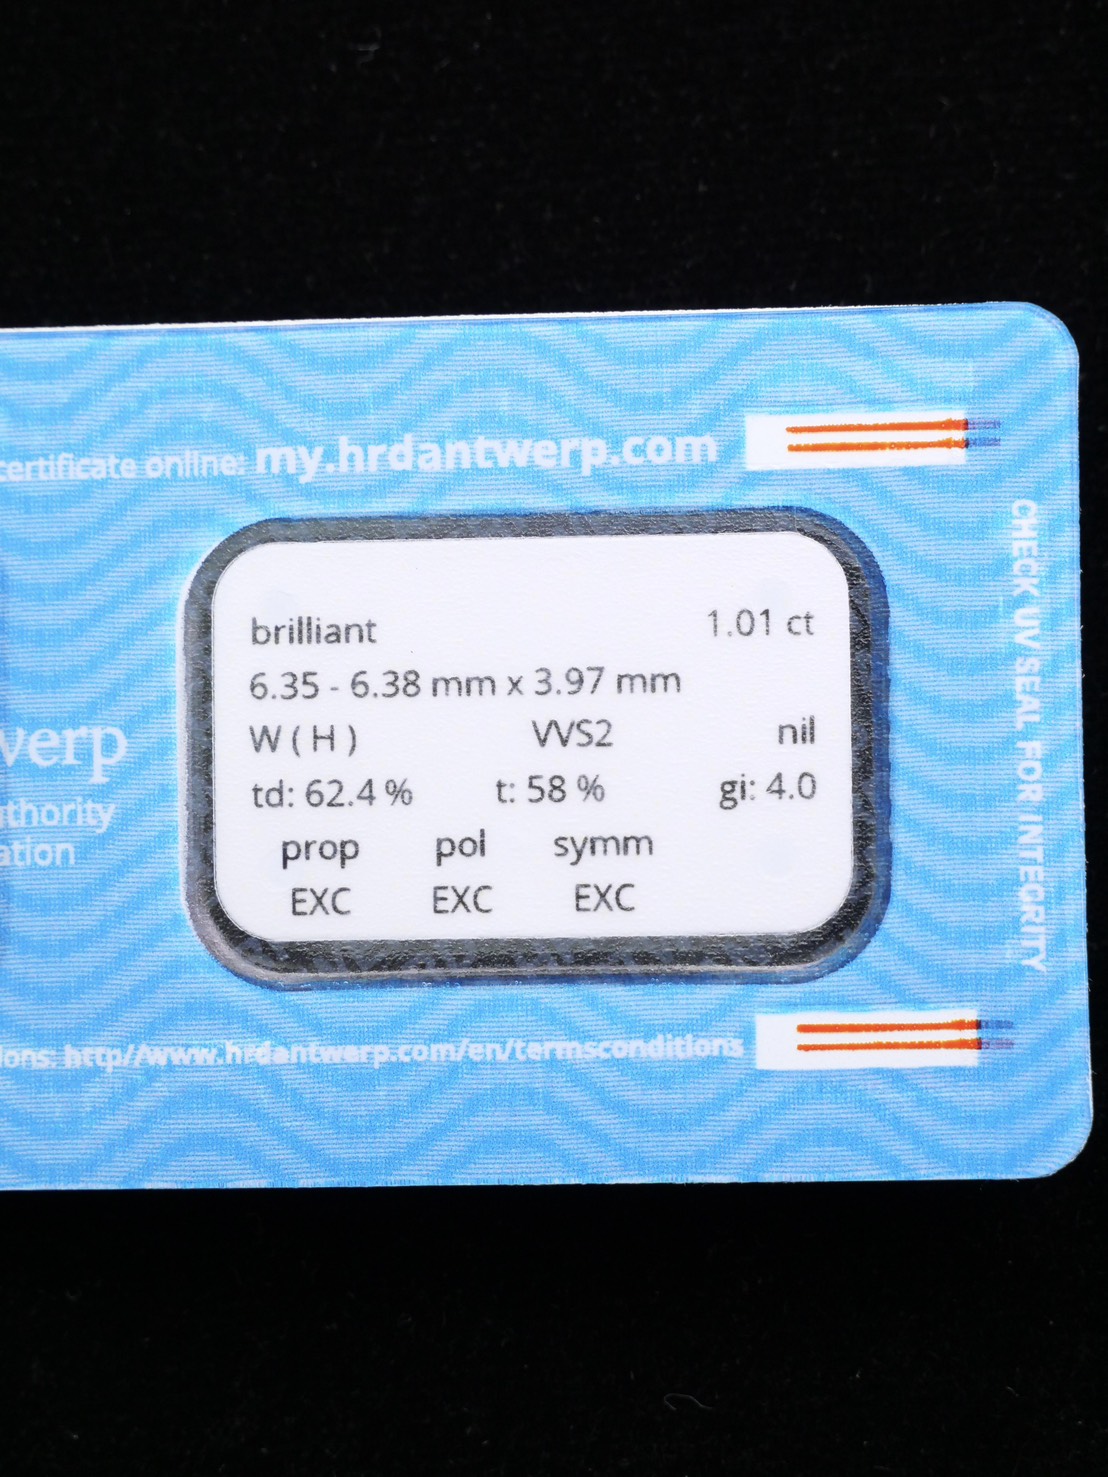 certificate online: my.hrdantwerp.com
brilliant 1.01 ct
6.35 - 6.38 mm x 3.97 mm
W ( H ) VVS2 nil
td: 62.4 % t: 58 % gi: 4.0
prop pol symm
EXC EXC EXC
werp
uthority
ation
ions: http//www.hrdantwerp.com/en/termsconditions
CHECK UV SEAL FOR INTEGRITY